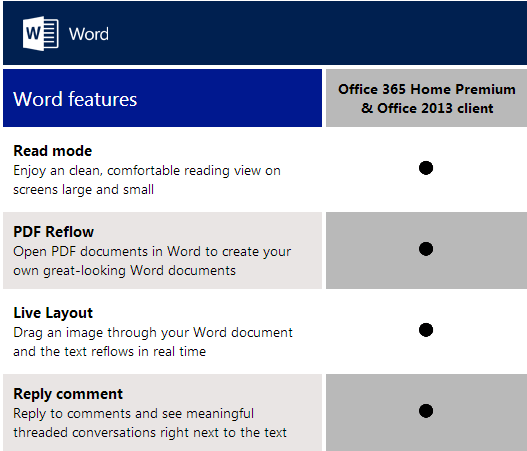 W
Word
Word features
Office 365 Home Premium
& Office 2013 client
Read mode
Enjoy an clean, comfortable reading view on
screens large and small
PDF Reflow
Open PDF documents in Word to create your
own great-looking Word documents
Live Layout
Drag an image through your Word document
and the text reflows in real time
Reply comment
Reply to comments and see meaningful
threaded conversations right next to the text